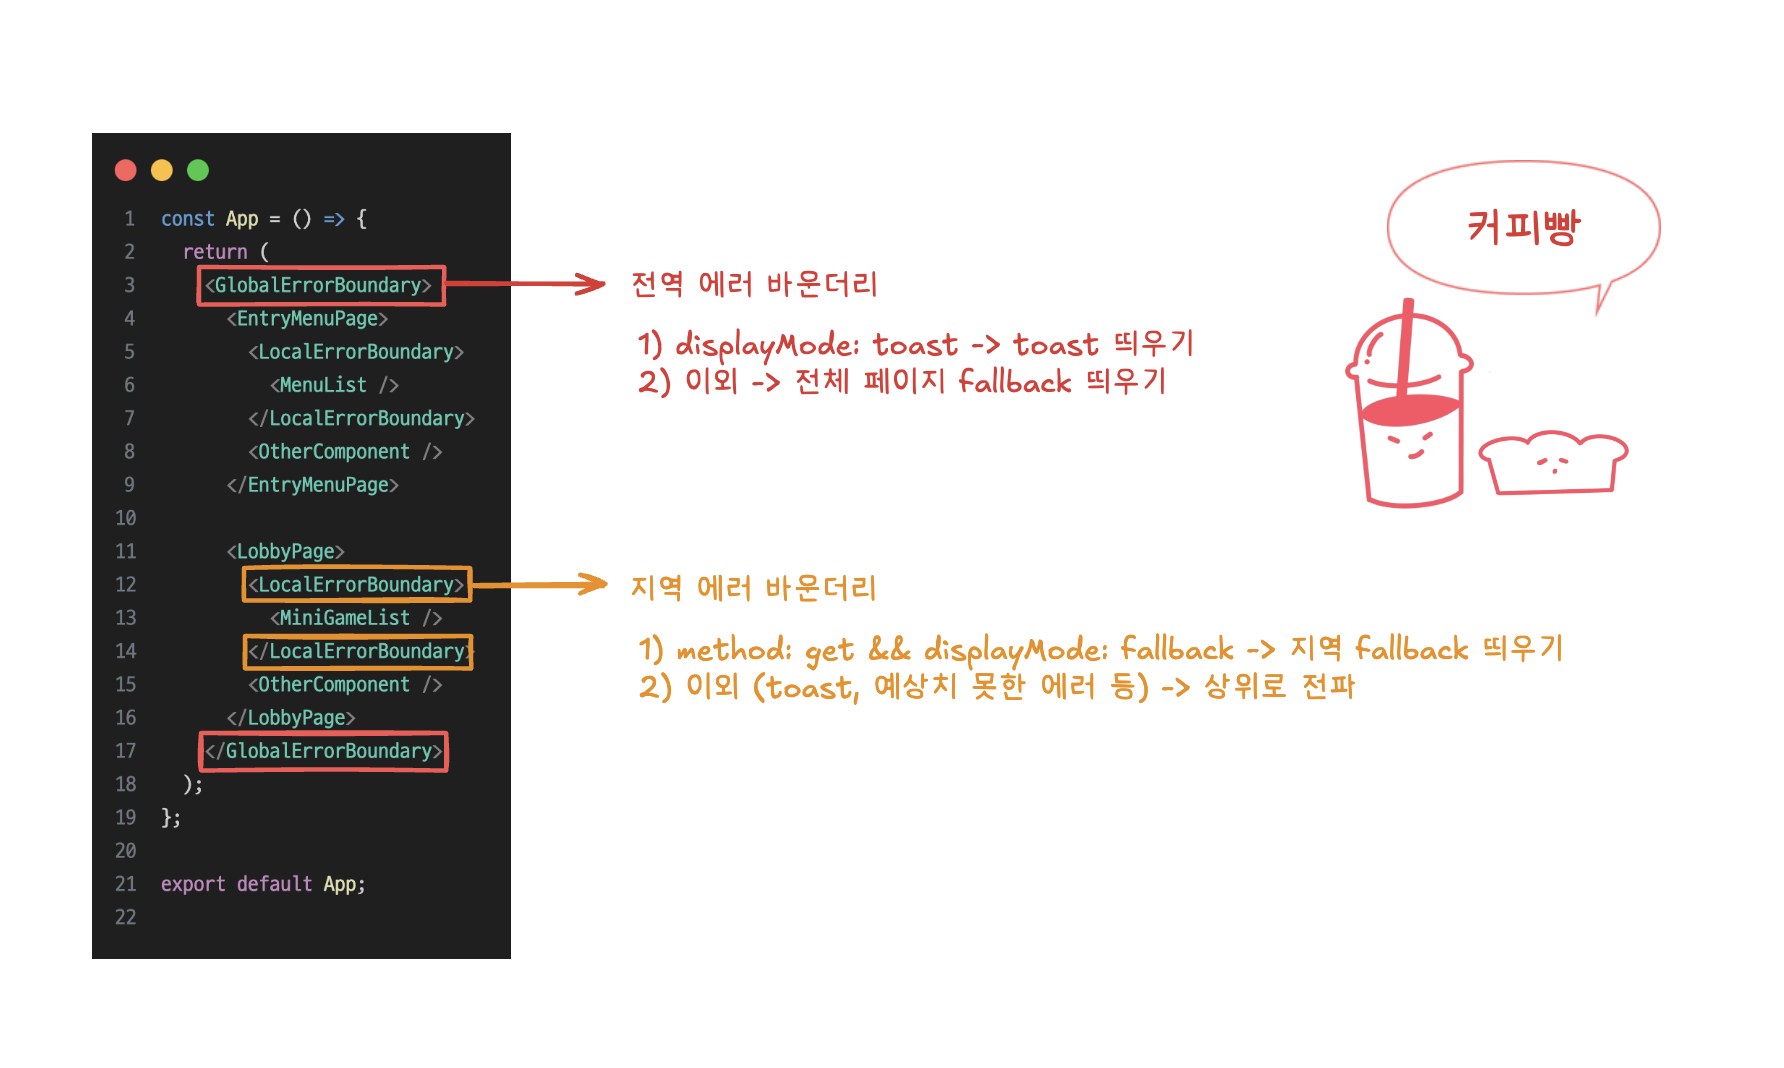 1 const App = () => {
2 return (
3 <GlobalErrorBoundary>
4 <EntryMenuPage>
5 <LocalErrorBoundary>
6 <MenuList />
7 </LocalErrorBoundary>
8 <OtherComponent />
9 </EntryMenuPage>
10
11 <LobbyPage>
12 <LocalErrorBoundary>
13 <MiniGameList />
14 </LocalErrorBoundary>
15 <OtherComponent />
16 </LobbyPage>
17 </GlobalErrorBoundary>
18 );
19 };
20
21 export default App;
22
전역 에러 바운더리
1) displayMode: toast -> toast 띄우기
2) 이외 -> 전체 페이지 fallback 띄우기
지역 에러 바운더리
1) method: get && displayMode: fallback -> 지역 fallback 띄우기
2) 이외 (toast, 예상치 못한 에러 등) -> 상위로 전파
커피빵